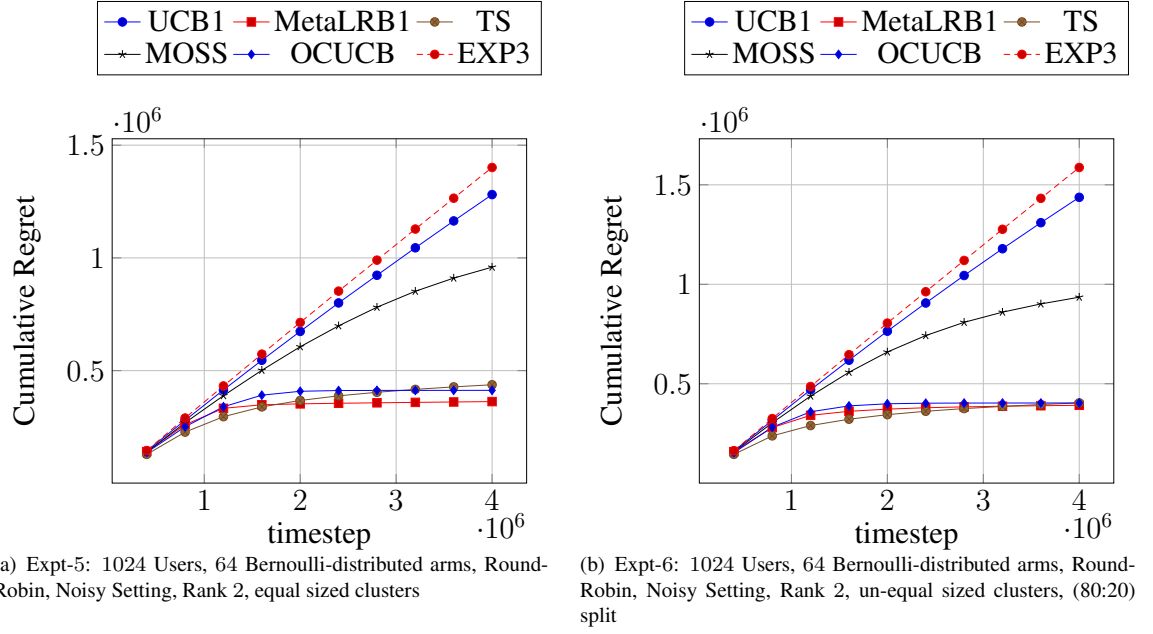 UCB1 MetaLRB1 TS
MOSS OCUCB EXP3
·10^6
1.5
1
0.5
Cumulative Regret
1 2 3 4
timestep
·10^6
a) Expt-5: 1024 Users, 64 Bernoulli-distributed arms, Round-
Robin, Noisy Setting, Rank 2, equal sized clusters
UCB1 MetaLRB1 TS
MOSS OCUCB EXP3
·10^6
1.5
1
0.5
Cumulative Regret
1 2 3 4
timestep
·10^6
(b) Expt-6: 1024 Users, 64 Bernoulli-distributed arms, Round-
Robin, Noisy Setting, Rank 2, un-equal sized clusters, (80:20)
split